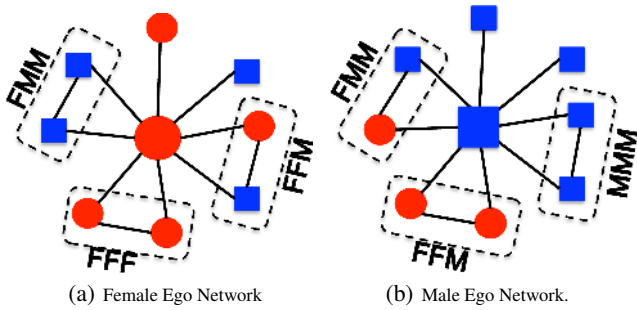 FMM
FFM
FFF
(a) Female Ego Network
FMM
MMM
FFM
(b) Male Ego Network.